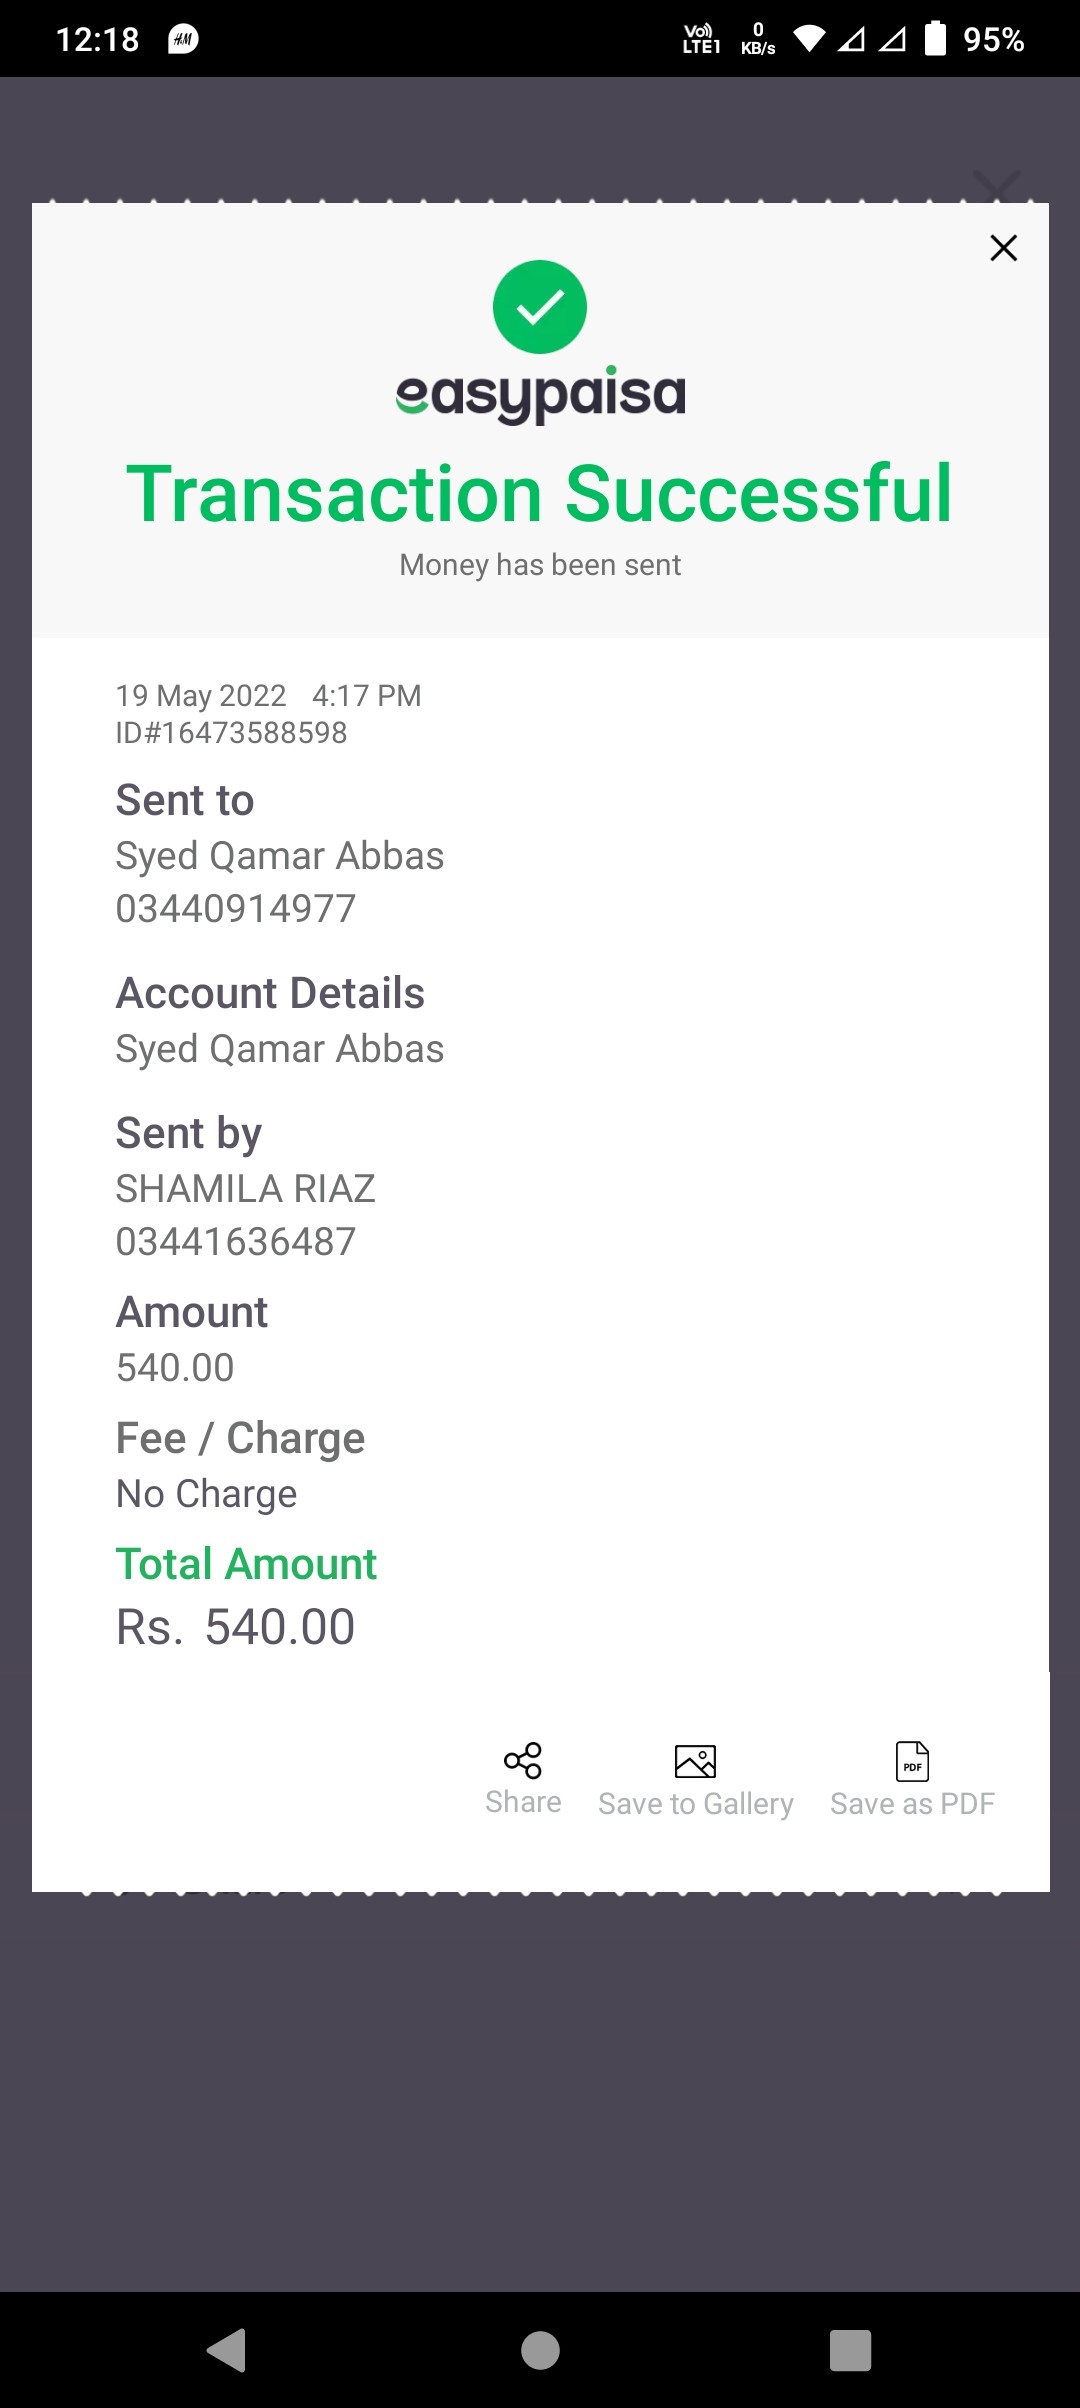 12:18 HM Vo) LTE1 0 KB/s 95%
easypaisa
Transaction Successful
Money has been sent
19 May 2022 4:17 PM
ID#16473588598
Sent to
Syed Qamar Abbas
03440914977
Account Details
Syed Qamar Abbas
Sent by
SHAMILA RIAZ
03441636487
Amount
540.00
Fee / Charge
No Charge
Total Amount
Rs. 540.00
PDF
Share Save to Gallery Save as PDF